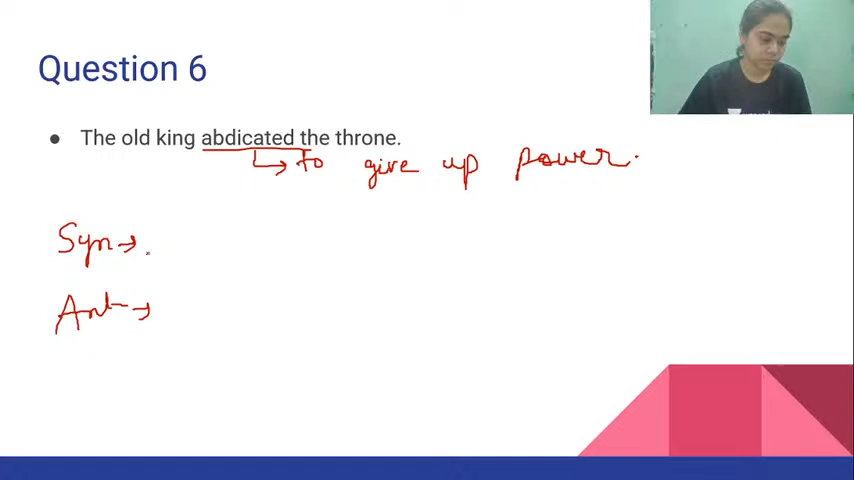 Question 6
● The old king abdicated the throne.
↳ to give up power.
Syn →
Ant →